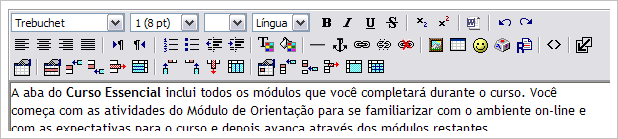 Trebuchet 1 (8 pt) Língua B I U S x₂ x² W
A aba do Curso Essencial inclui todos os módulos que você completará durante o curso. Você
começa com as atividades do Módulo de Orientação para se familiarizar com o ambiente on-line e
com as expectativas para o curso e depois avança através dos módulos restantes